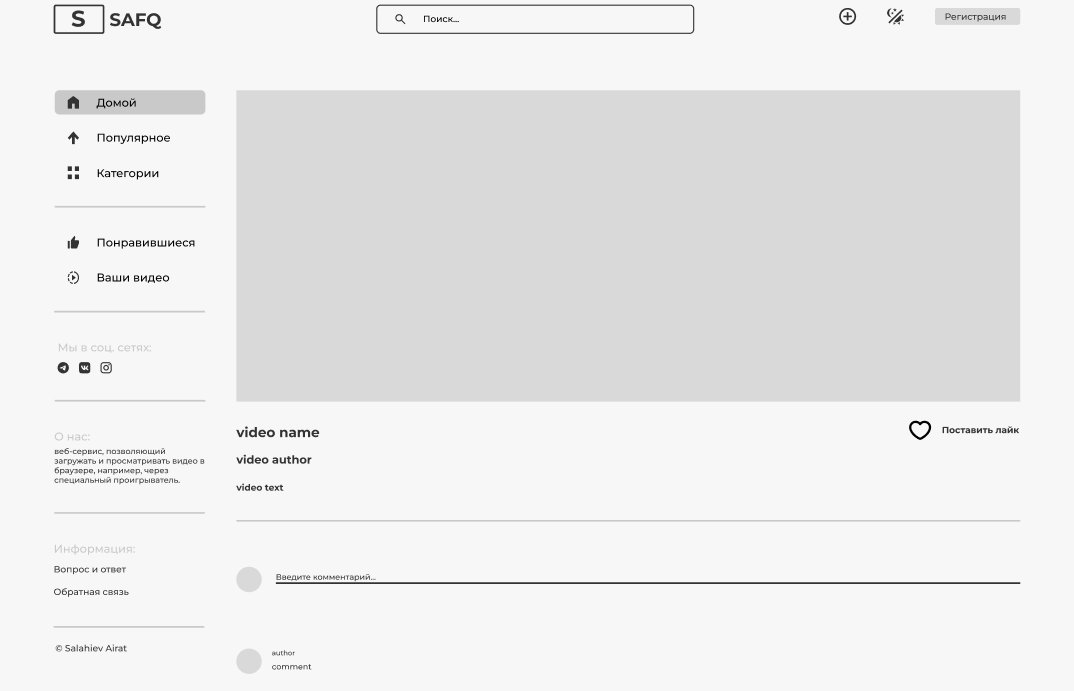 S SAFQ
Поиск...
Регистрация
Домой
Популярное
Категории
Понравившиеся
Ваши видео
Мы в соц. сетях:
О нас:
веб-сервис, позволяющий
загружать и просматривать видео в
браузере, например, через
специальный проигрыватель.
Информация:
Вопрос и ответ
Обратная связь
© Salahiev Airat
video name
Поставить лайк
video author
video text
Введите комментарий...
author
comment